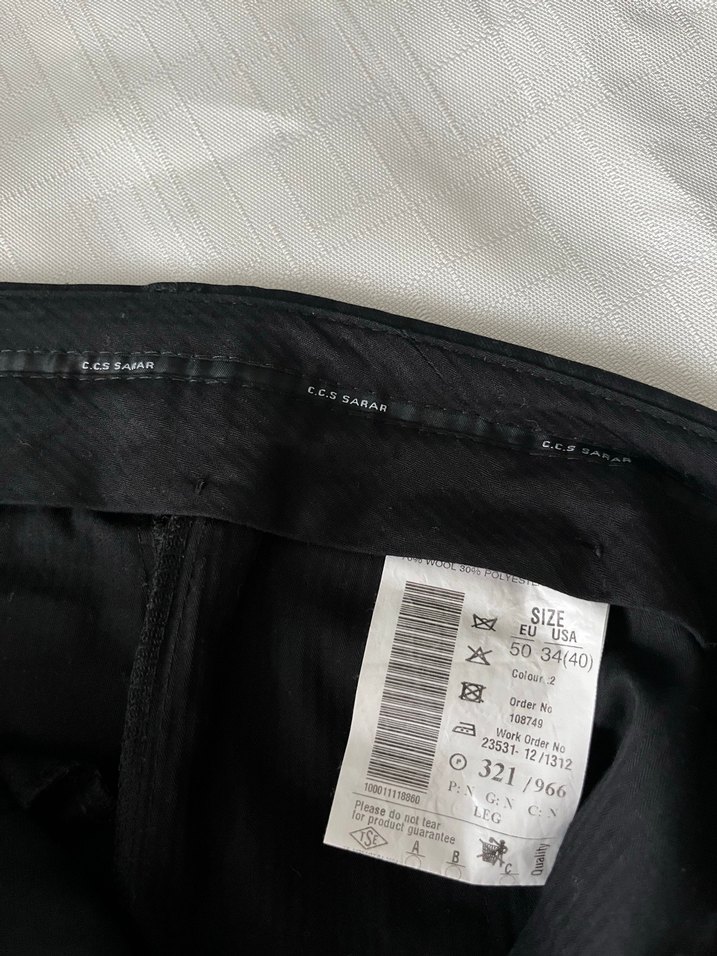 C.C.S SARAR
C.C.S SARAR
C.C.S SARAR
WOOL 30% POLYESTE
SIZE
EU USA
50 34(40)
Colour :2
Order No
108749
Work Order No
23531- 12 /1312
P 321 / 966
P: N G: N C: N
LEG
100011118860
Please do not tear
for product guarantee
TSE
A B C
Quality